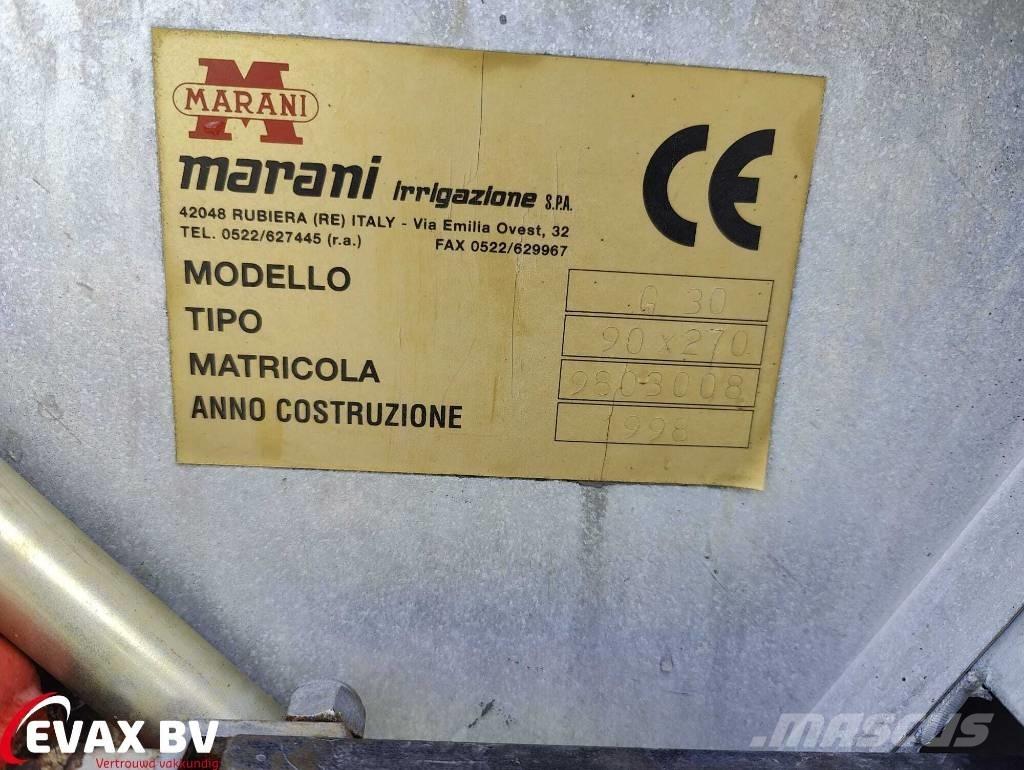 MARANI
marani Irrigazione S.P.A.
42048 RUBIERA (RE) ITALY - Via Emilia Ovest, 32
TEL. 0522/627445 (r.a.) FAX 0522/629967
CE
MODELLO G 30
TIPO 90 x 270
MATRICOLA 9803008
ANNO COSTRUZIONE 998
EVAX BV
Vertrouwd vakkundig
MASCUS